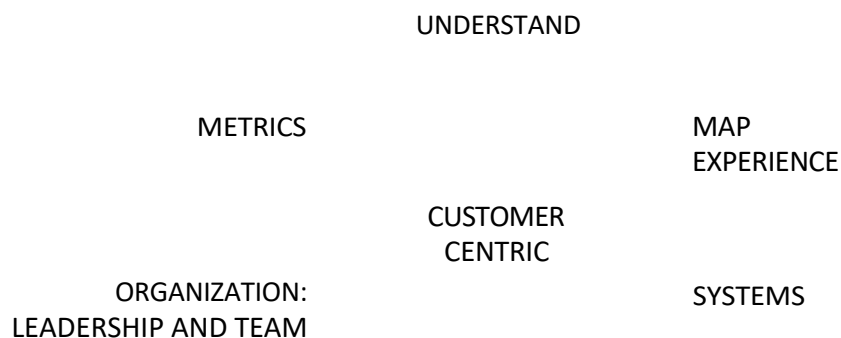 UNDERSTAND
METRICS
MAP
EXPERIENCE
CUSTOMER
CENTRIC
ORGANIZATION:
LEADERSHIP AND TEAM
SYSTEMS